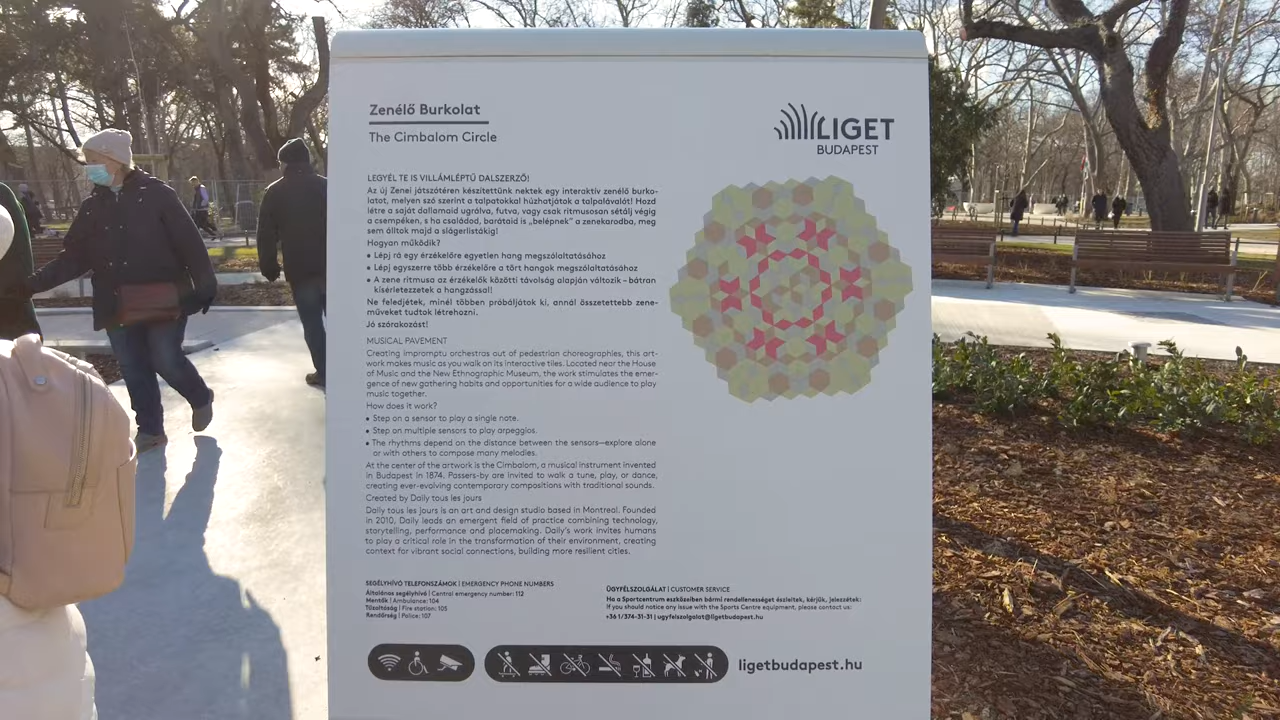 Zenélő Burkolat
The Cimbalom Circle
LIGET
BUDAPEST
LEGYÉL TE IS VILLÁMLÉPTŰ DALSZERZŐ!
Az új Zenei játszótéren készítettünk nektek egy interaktív zenélő burko-
latot, melyen szó szerint a talpatokkal húzhatjátok a talpalávalót! Hozd
létre a saját dallamaid ugrálva, futva, vagy csak ritmusosan sétálj végig
a csempéken, s ha családod, barátaid is „belépnek” a zenekarodba, meg
sem álltok majd a slágerlistákig!
Hogyan működik?
• Lépj rá egy érzékelőre egyetlen hang megszólaltatásához
• Lépj egyszerre több érzékelőre a tört hangok megszólaltatásához
• A zene ritmusa az érzékelők közötti távolság alapján változik – bátran
kísérletezzetek a hangzással!
Ne feledjétek, minél többen próbáljátok ki, annál összetettebb zene-
műveket tudtok létrehozni.
Jó szórakozást!
MUSICAL PAVEMENT
Creating impromptu orchestras out of pedestrian choreographies, this art-
work makes music as you walk on its interactive tiles. Located near the House
of Music and the New Ethnographic Museum, the work stimulates the emer-
gence of new gathering habits and opportunities for a wide audience to play
music together.
How does it work?
• Step on a sensor to play a single note.
• Step on multiple sensors to play arpeggios.
• The rhythms depend on the distance between the sensors—explore alone
or with others to compose many melodies.
At the center of the artwork is the Cimbalom, a musical instrument invented
in Budapest in 1874. Passers-by are invited to walk a tune, play, or dance,
creating ever-evolving contemporary compositions with traditional sounds.
Created by Daily tous les jours
Daily tous les jours is an art and design studio based in Montreal. Founded
in 2010, Daily leads an emergent field of practice combining technology,
storytelling, performance and placemaking. Daily's work invites humans
to play a critical role in the transformation of their environment, creating
context for vibrant social connections, building more resilient cities.
SEGÉLYHÍVÓ TELEFONSZÁMOK | EMERGENCY PHONE NUMBERS
Általános segélyhívó | Central emergency number: 112
Mentők | Ambulance: 104
Tűzoltóság | Fire station: 105
Rendőrség | Police: 107
ÜGYFÉLSZOLGÁLAT | CUSTOMER SERVICE
Ha a Sportcentrum eszközeiben bármi rendellenességet észleltek, kérjük, jelezzétek:
If you should notice any issue with the Sports Centre equipment, please contact us:
+36 1/374-31-31 | ugyfelszolgalat@ligetbudapest.hu
ligetbudapest.hu